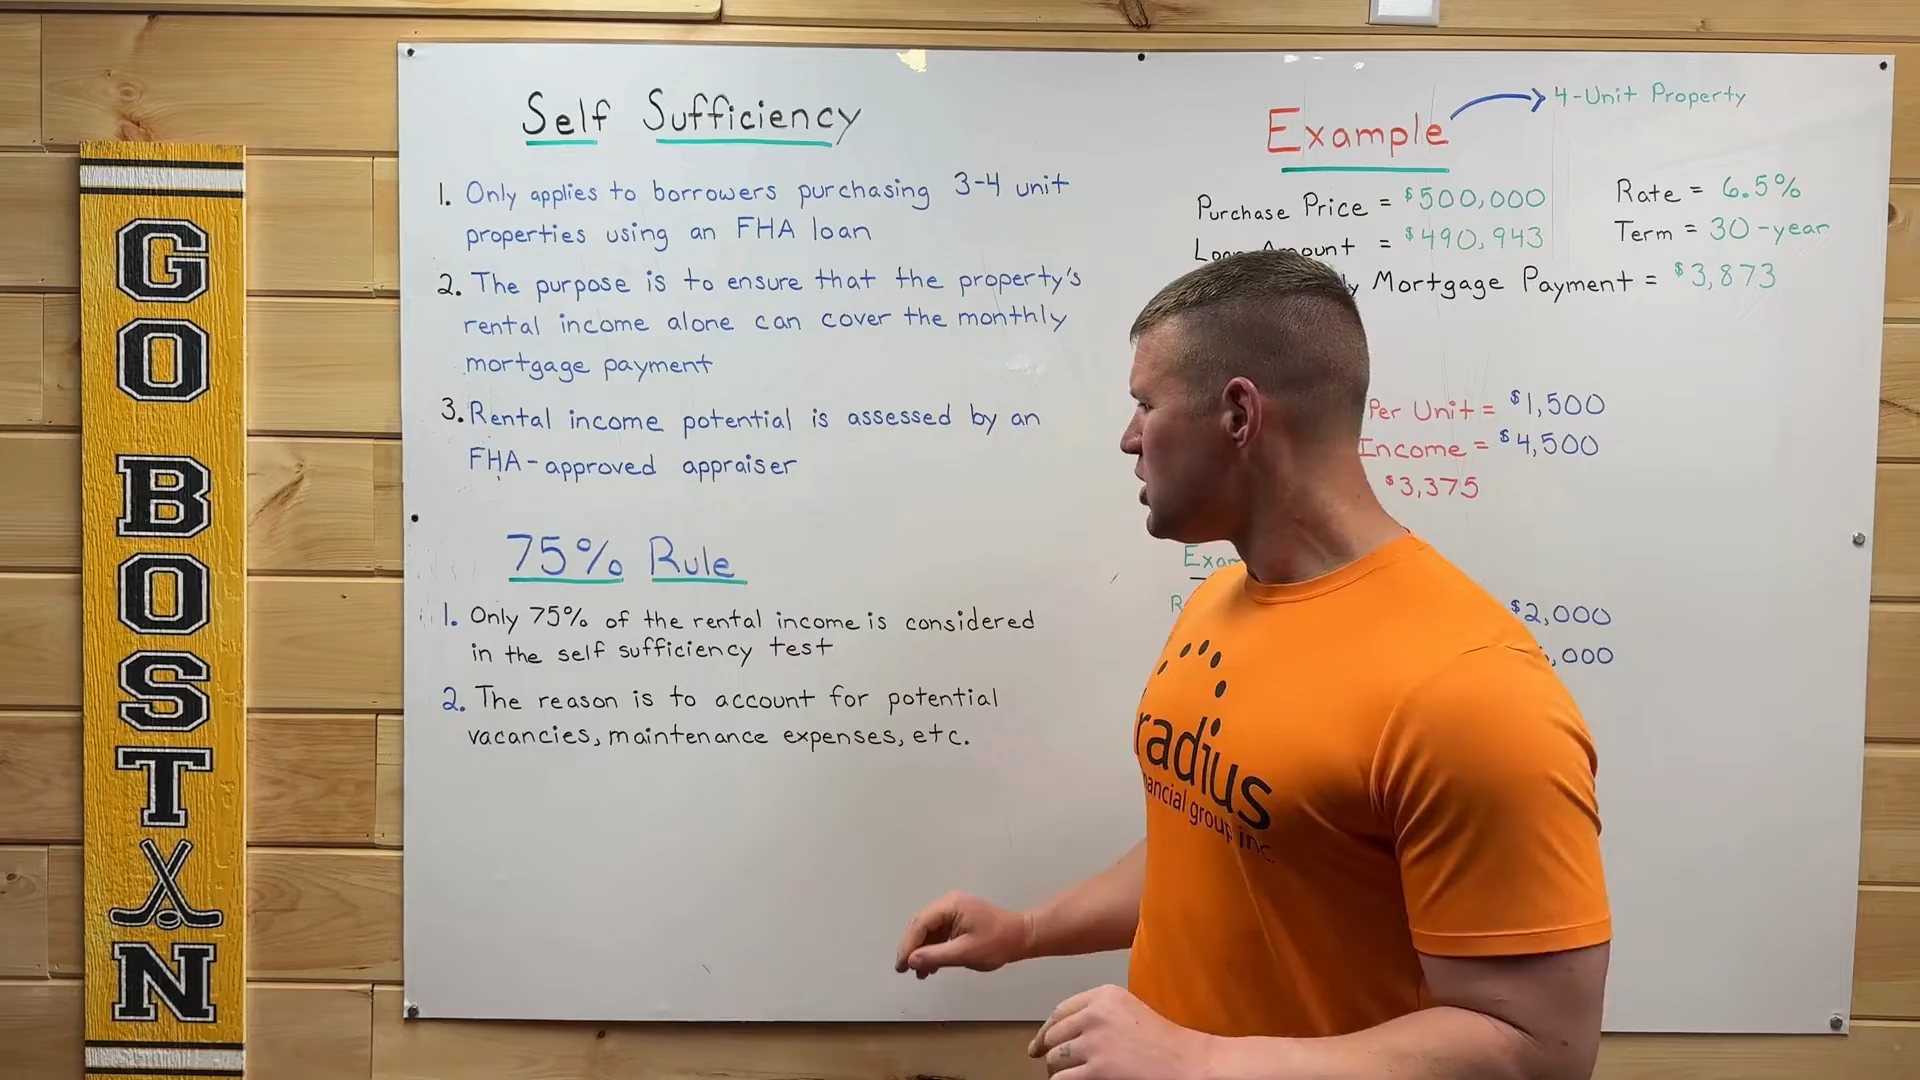 GO BOSTON
Self Sufficiency
1. Only applies to borrowers purchasing 3-4 unit
properties using an FHA loan
2. The purpose is to ensure that the property's
rental income alone can cover the monthly
mortgage payment
3. Rental income potential is assessed by an
FHA-approved appraiser
75% Rule
1. Only 75% of the rental income is considered
in the self sufficiency test
2. The reason is to account for potential
vacancies, maintenance expenses, etc.
Example
4-Unit Property
Purchase Price = $500,000
= $490,943
Mortgage Payment = $3,873
Rate = 6.5%
Term = 30-year
Per Unit = $1,500
Income = $4,500
$3,375
$2,000
,000
radius
group inc.